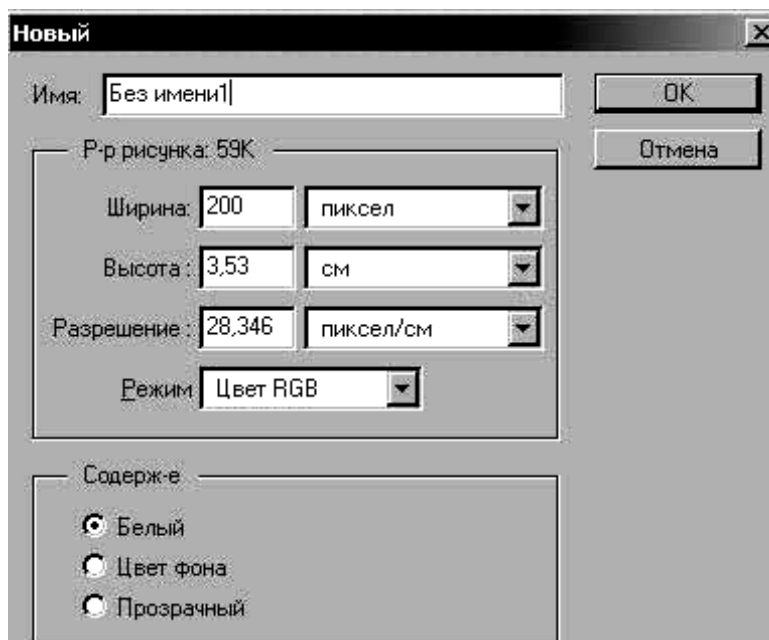 Новый
Имя: Без имени1
OK
Р-р рисунка: 59K
Отмена
Ширина: 200 пиксел
Высота : 3,53 см
Разрешение : 28,346 пиксел/см
Режим Цвет RGB
Содерж-е
Белый
Цвет фона
Прозрачный